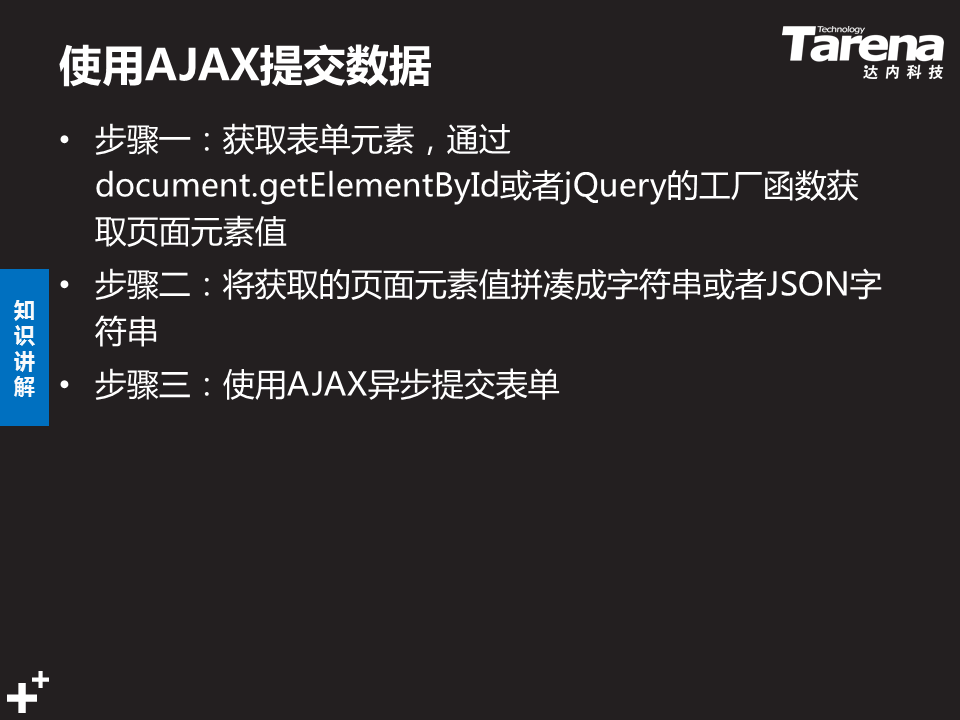 使用AJAX提交数据
Technology
Tarena
达内科技
• 步骤一：获取表单元素，通过
document.getElementById或者jQuery的工厂函数获
取页面元素值
• 步骤二：将获取的页面元素值拼凑成字符串或者JSON字
符串
• 步骤三：使用AJAX异步提交表单
知
识
讲
解